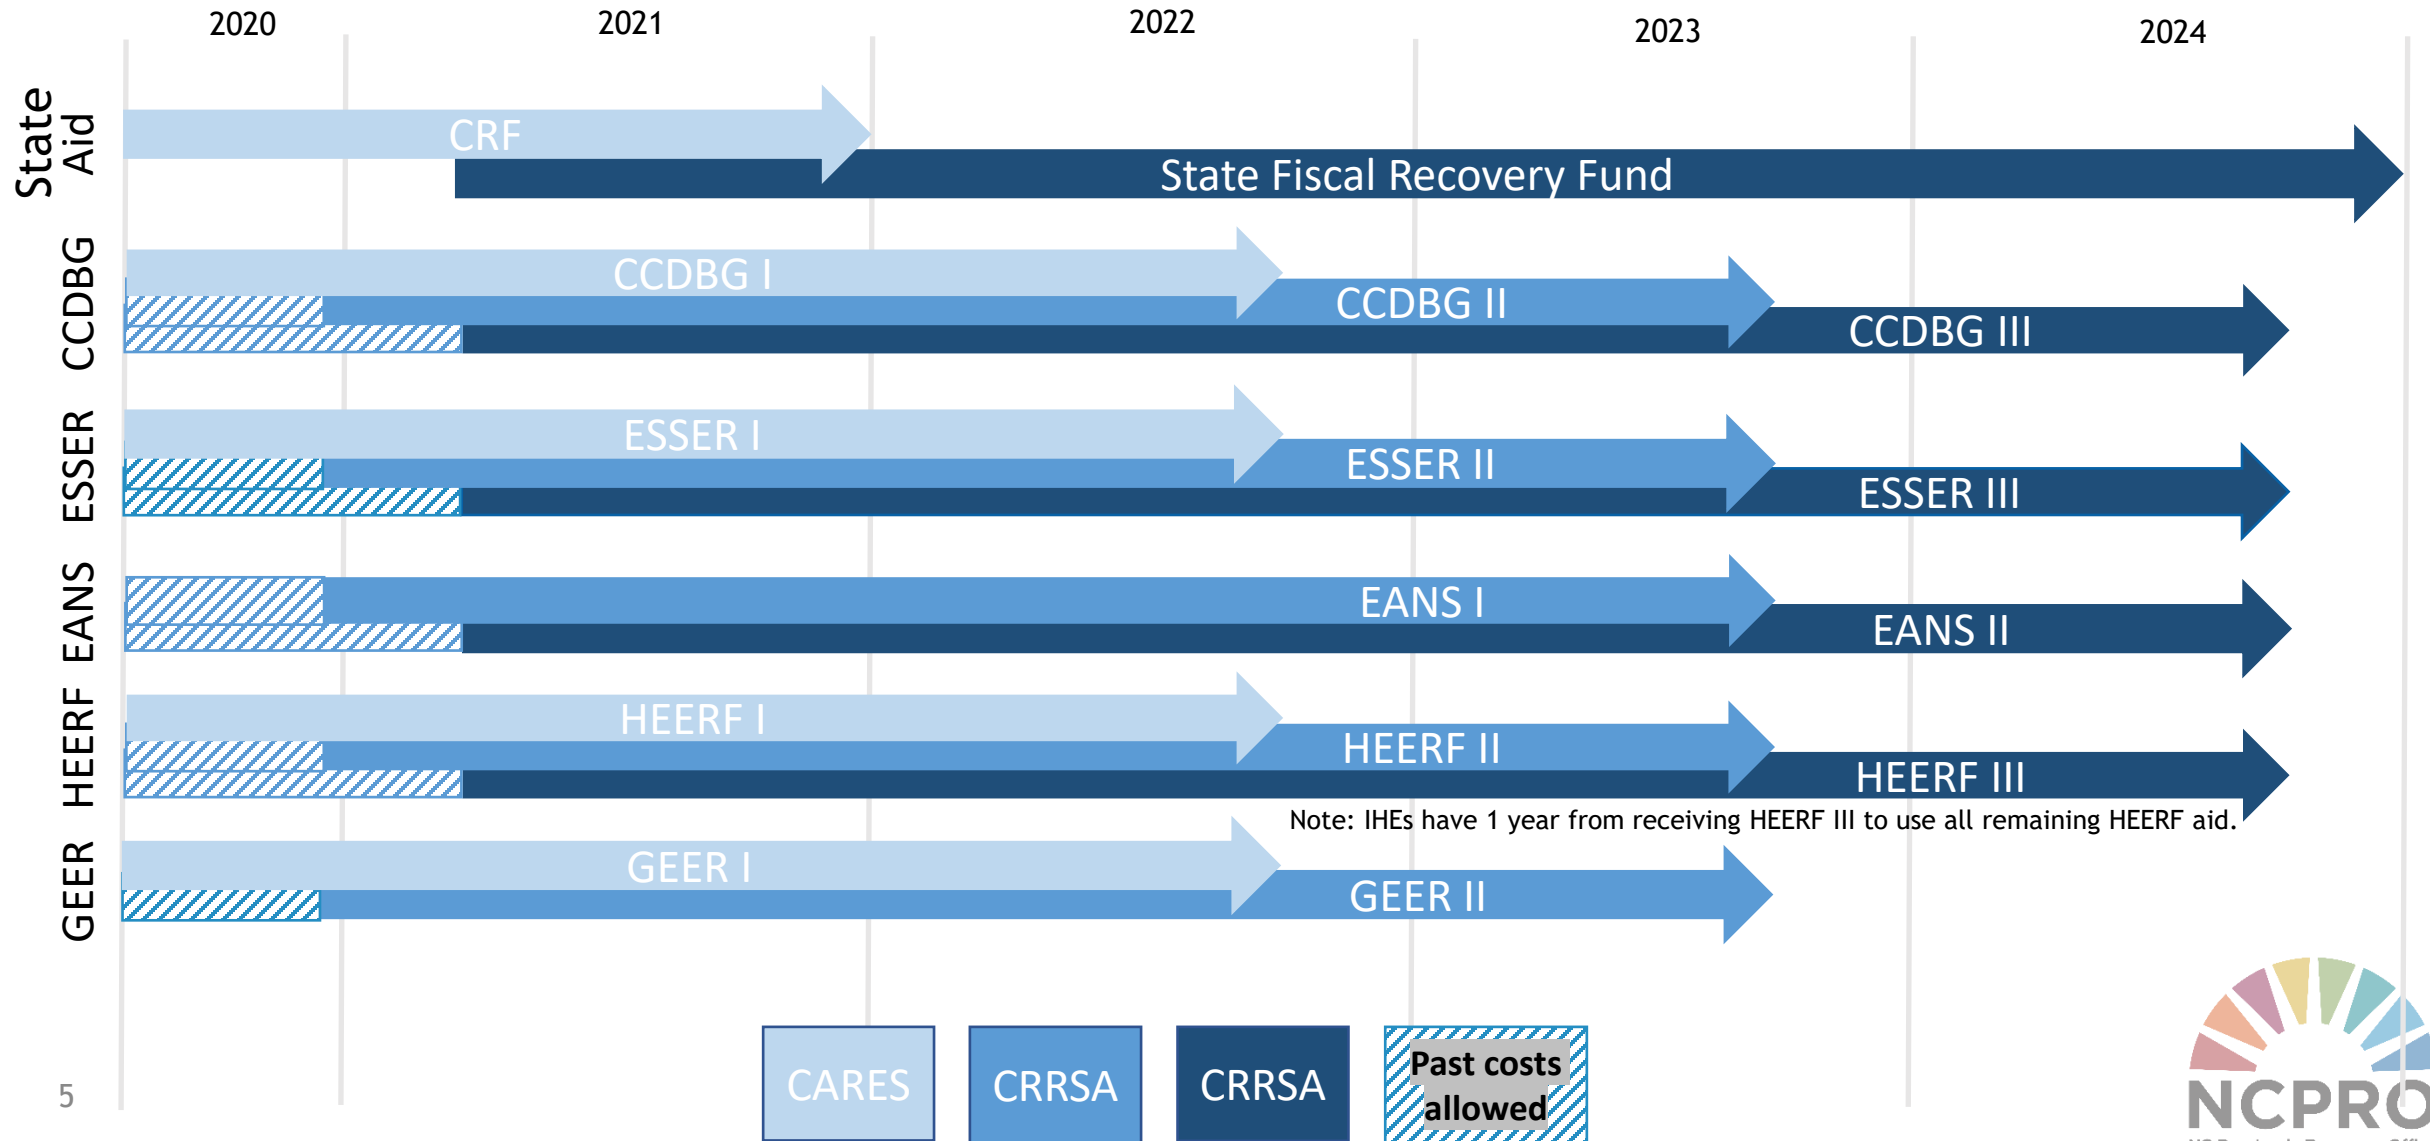 2020 2021 2022 2023 2024
State
Aid
CRF
State Fiscal Recovery Fund
CCDBG
CCDBG I
CCDBG II
CCDBG III
ESSER
ESSER I
ESSER II
ESSER III
EANS
EANS I
EANS II
HEERF
HEERF I
HEERF II
HEERF III
Note: IHEs have 1 year from receiving HEERF III to use all remaining HEERF aid.
GEER
GEER I
GEER II
CARES
CRRSA
CRRSA
Past costs
allowed
5
NCPRO